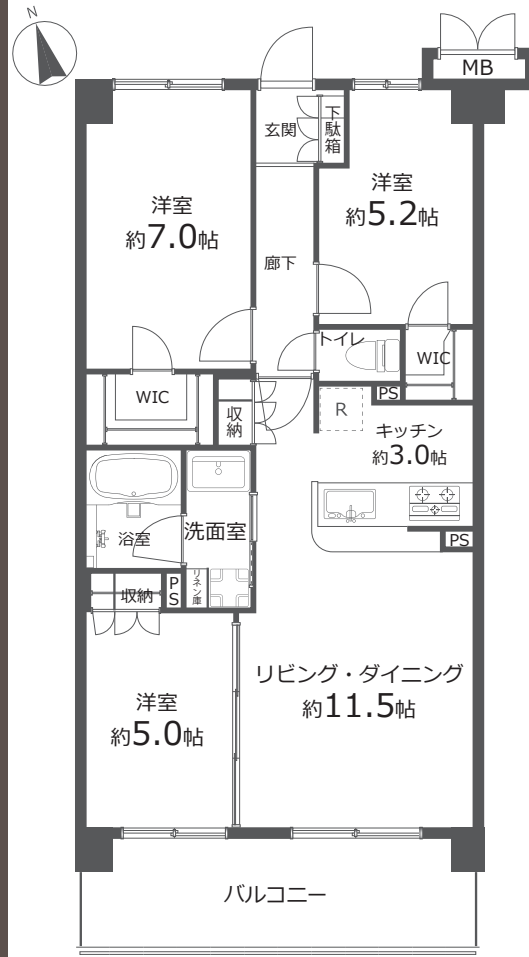 N
MB
玄関
下駄箱
洋室
約7.0帖
洋室
約5.2帖
廊下
トイレ
WIC
WIC
収納
PS
R
キッチン
約3.0帖
浴室
洗面室
リネン庫
PS
収納
PS
洋室
約5.0帖
リビング・ダイニング
約11.5帖
バルコニー